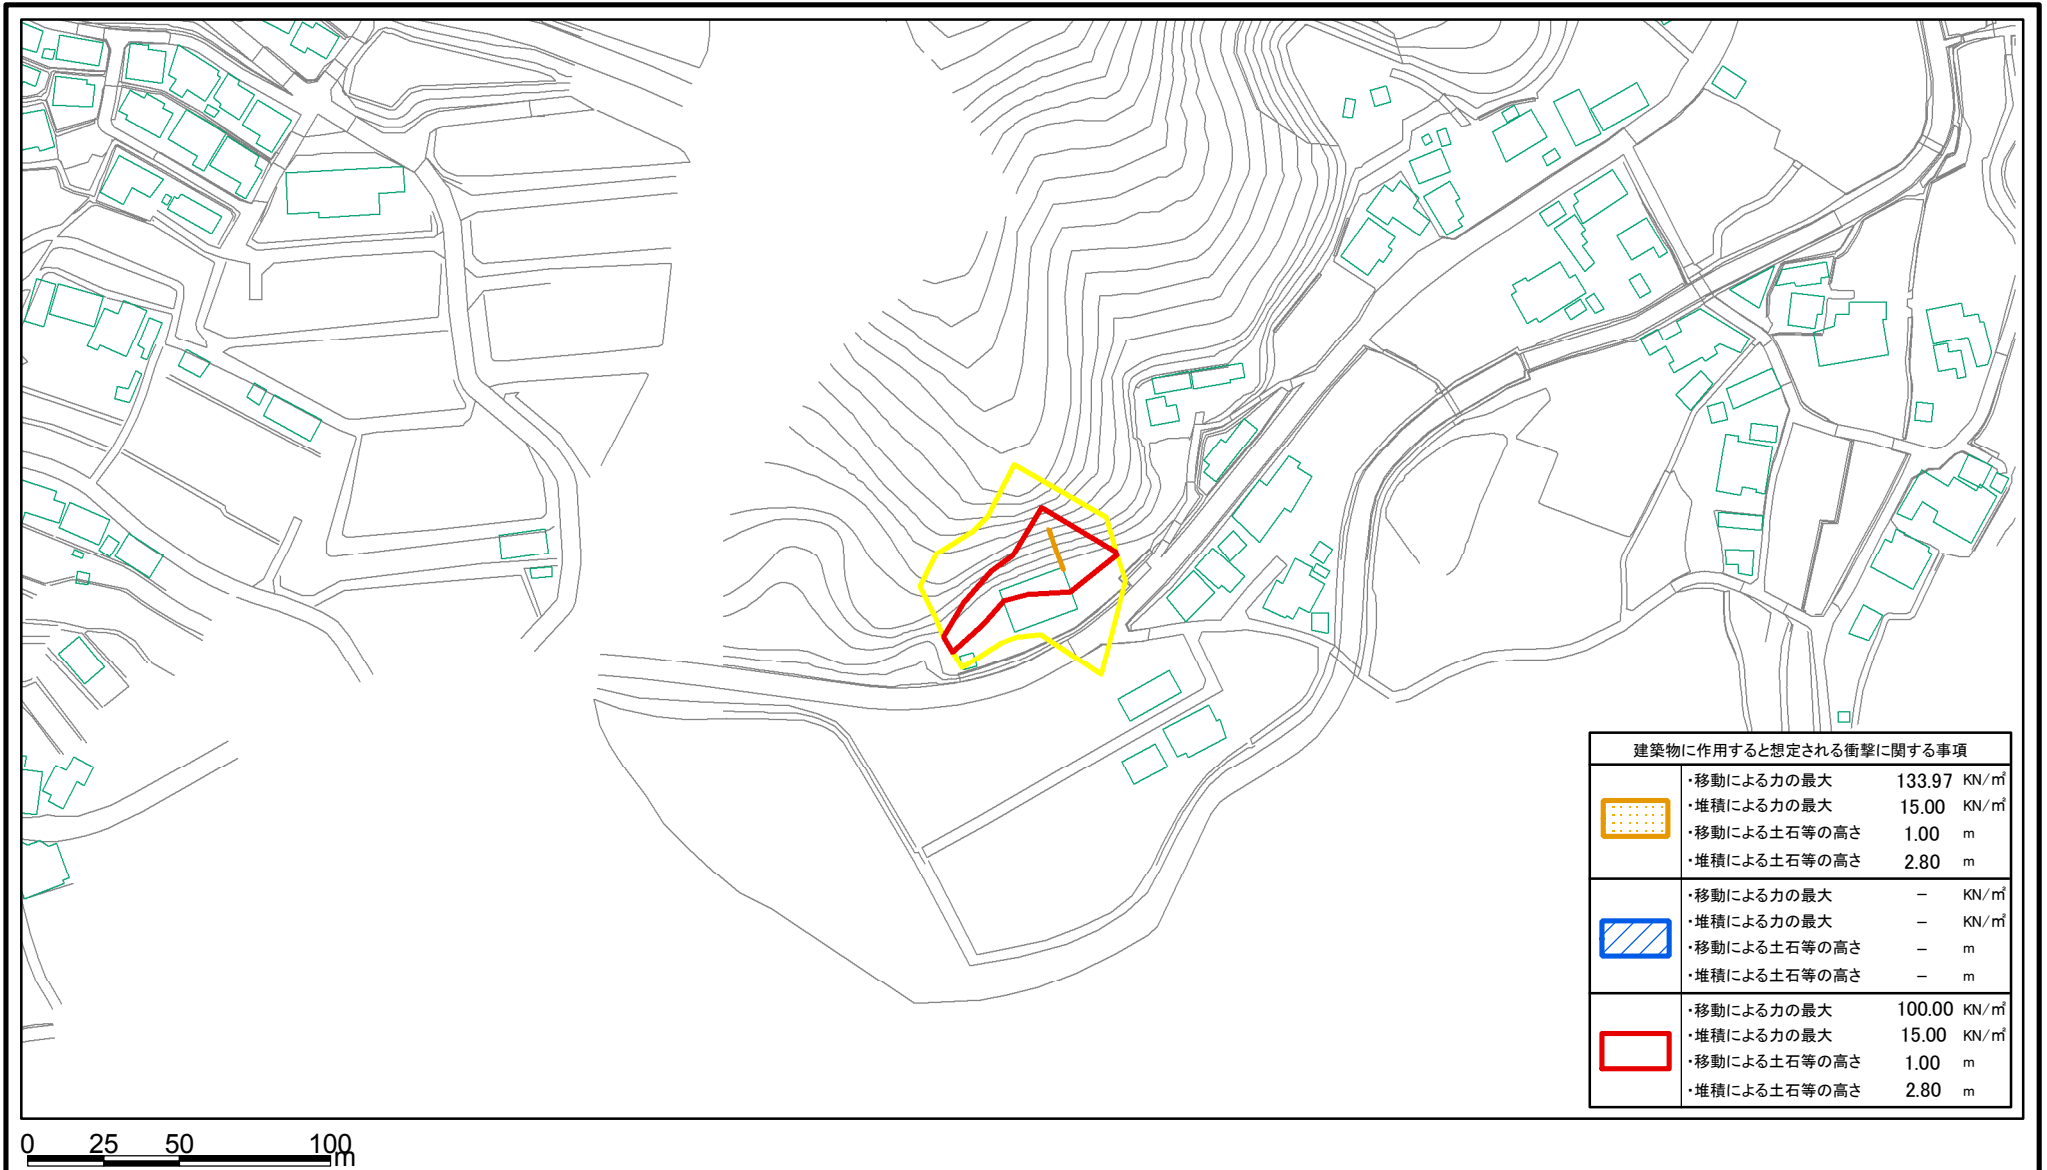 建築物に作用すると想定される衝撃に関する事項
・移動による力の最大 133.97 KN/㎡
・堆積による力の最大 15.00 KN/㎡
・移動による土石等の高さ 1.00 m
・堆積による土石等の高さ 2.80 m
・移動による力の最大 − KN/㎡
・堆積による力の最大 − KN/㎡
・移動による土石等の高さ − m
・堆積による土石等の高さ − m
・移動による力の最大 100.00 KN/㎡
・堆積による力の最大 15.00 KN/㎡
・移動による土石等の高さ 1.00 m
・堆積による土石等の高さ 2.80 m
0 25 50 100
m